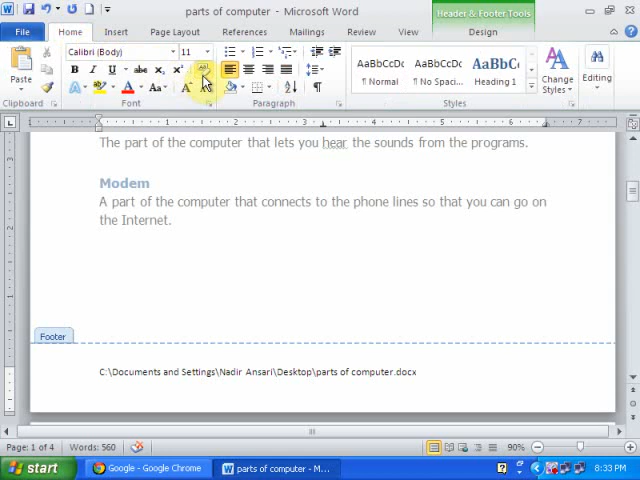 parts of computer - Microsoft Word
Header & Footer Tools
File Home Insert Page Layout References Mailings Review View Design
Calibri (Body) 11
Paste
B I U abc x₂ x² Aa
AaBbCcDc AaBbCcDc AaBbCc
¶ Normal ¶ No Spaci... Heading 1
Change Styles
Editing
Clipboard Font Paragraph Styles
The part of the computer that lets you hear the sounds from the programs.
Modem
A part of the computer that connects to the phone lines so that you can go on
the Internet.
Footer
C:\Documents and Settings\Nadir Ansari\Desktop\parts of computer.docx
Page: 1 of 4 Words: 560 90%
start Google - Google Chrome parts of computer - M... 8:33 PM